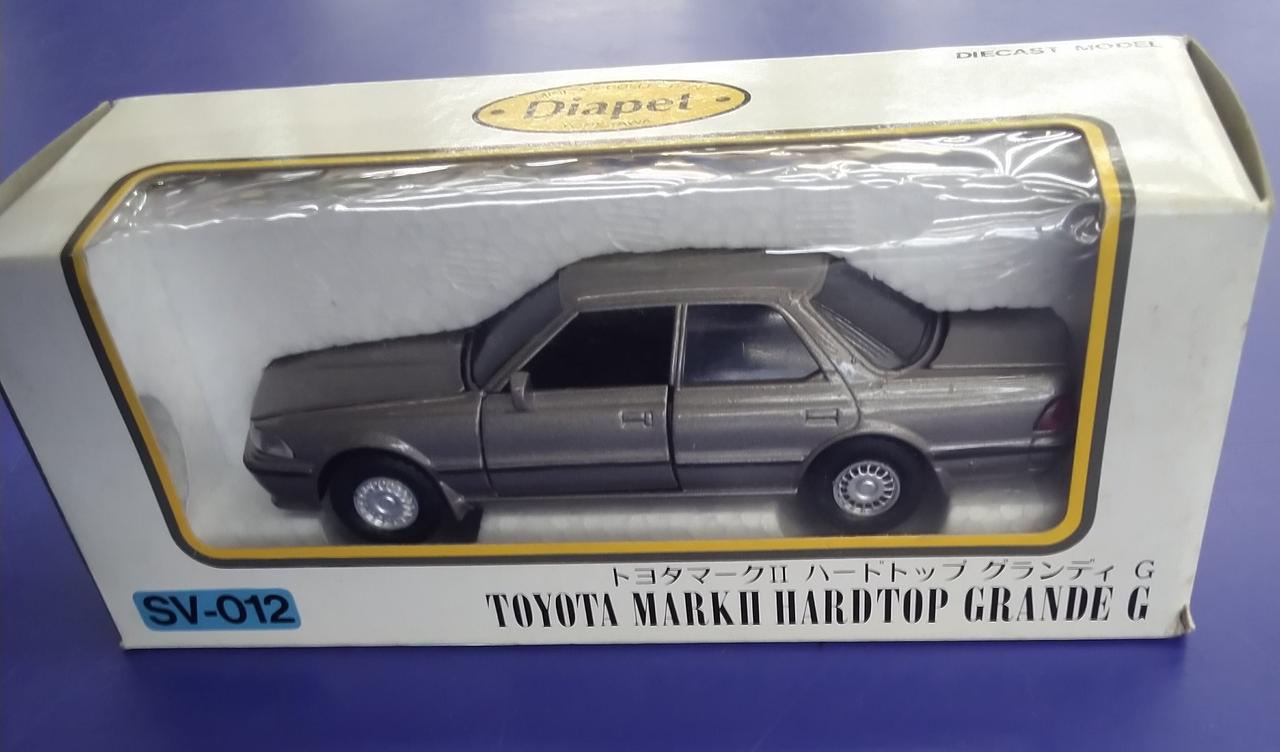 DIECAST MODEL
Diapet
トヨタマークII ハードトップ グランディ G
SV-012
TOYOTA MARKII HARDTOP GRANDE G